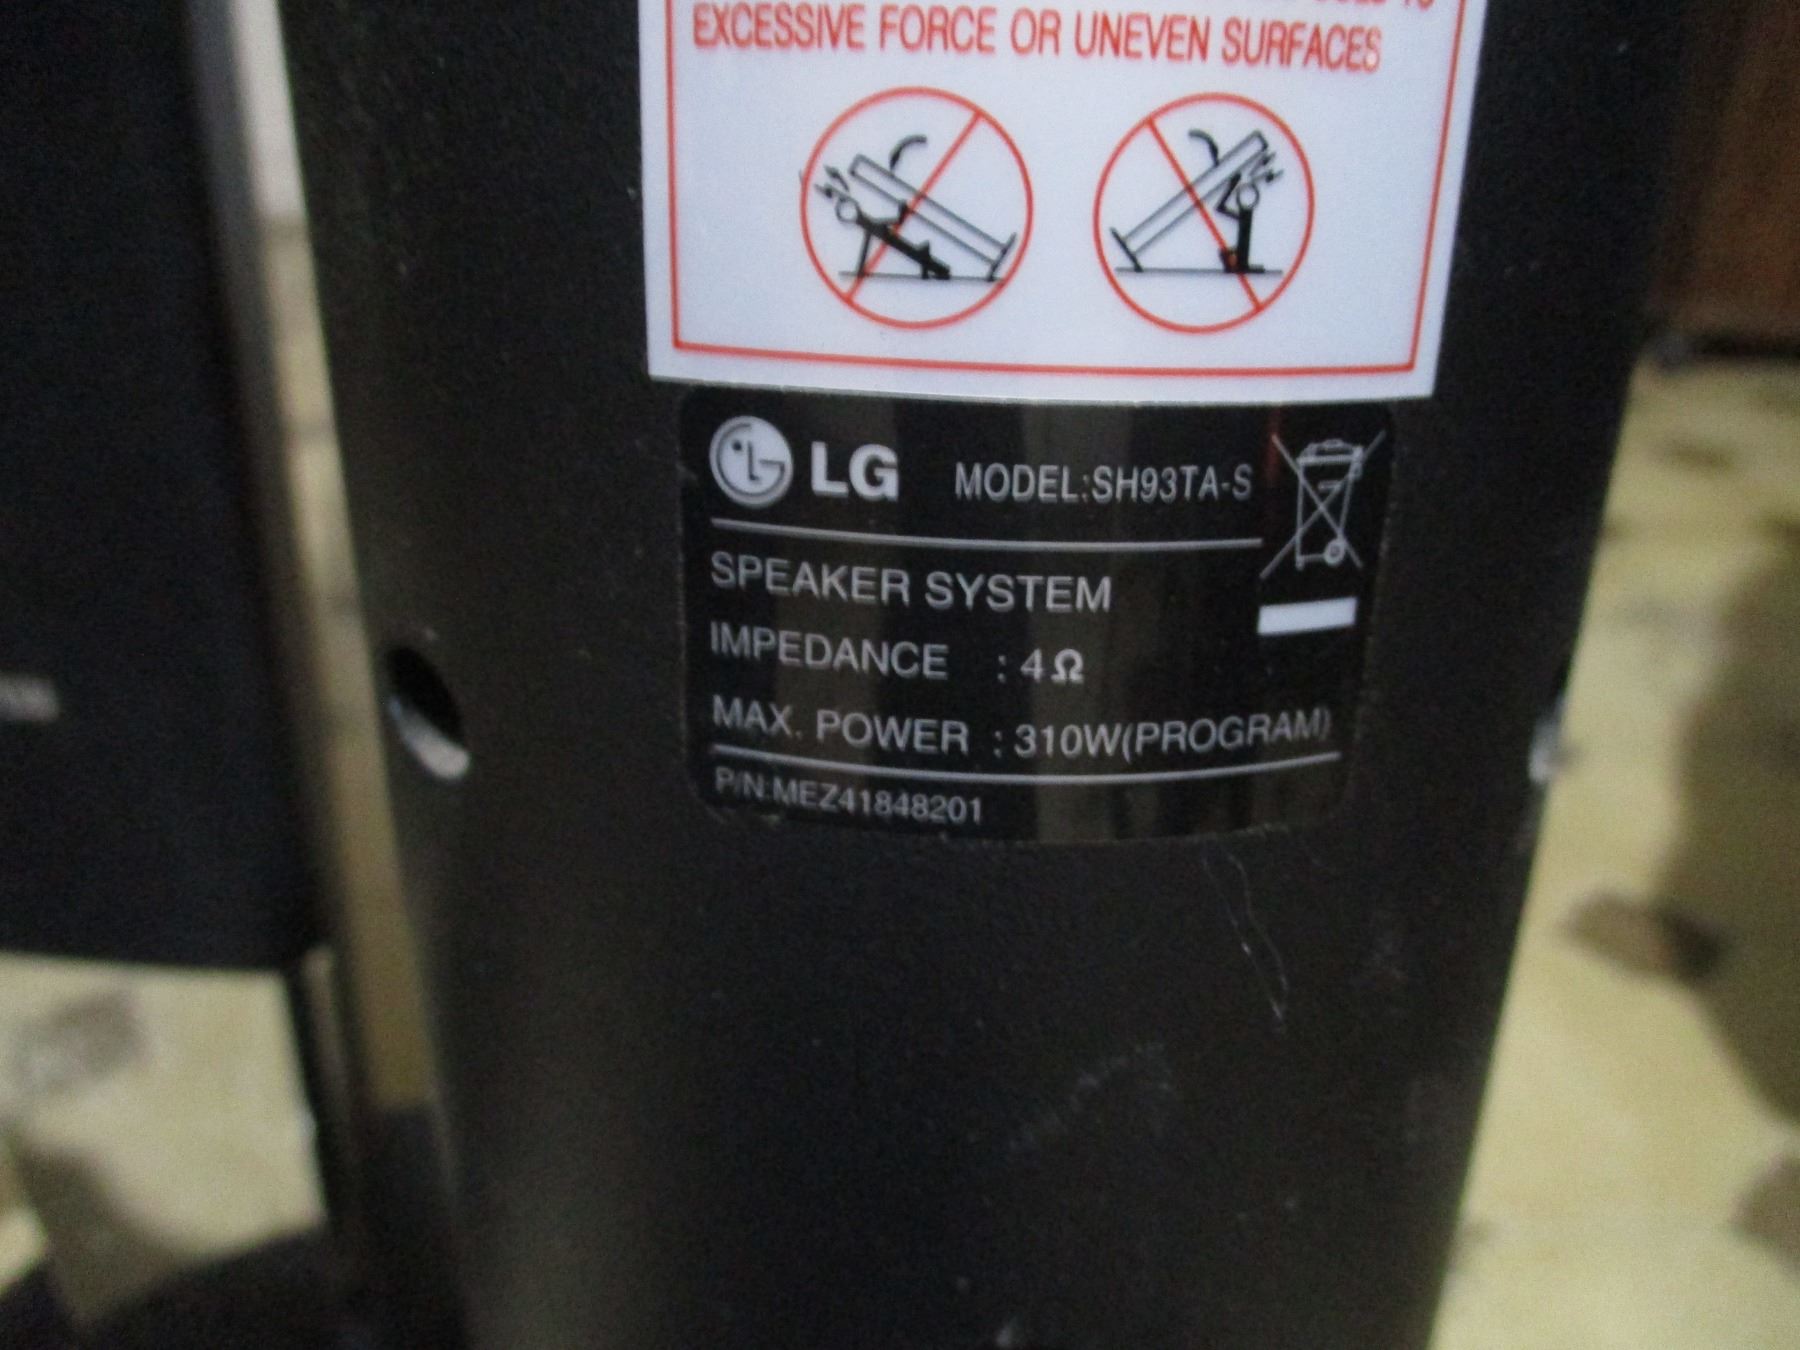 EXCESSIVE FORCE OR UNEVEN SURFACES
LG MODEL:SH93TA-S
SPEAKER SYSTEM
IMPEDANCE : 4Ω
MAX. POWER : 310W(PROGRAM)
P/N:MEZ41848201